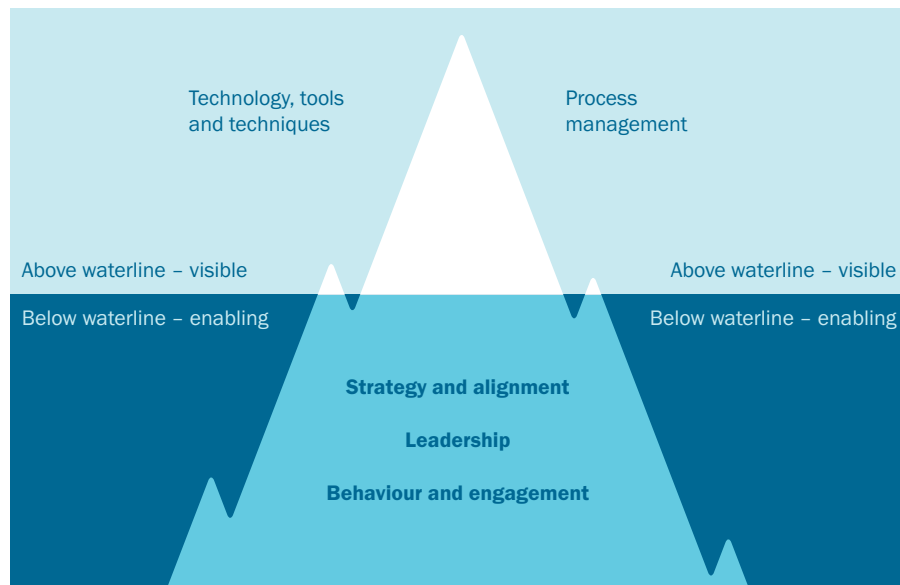 Technology, tools
and techniques
Process
management
Above waterline – visible
Above waterline – visible
Below waterline – enabling
Below waterline – enabling
Strategy and alignment
Leadership
Behaviour and engagement